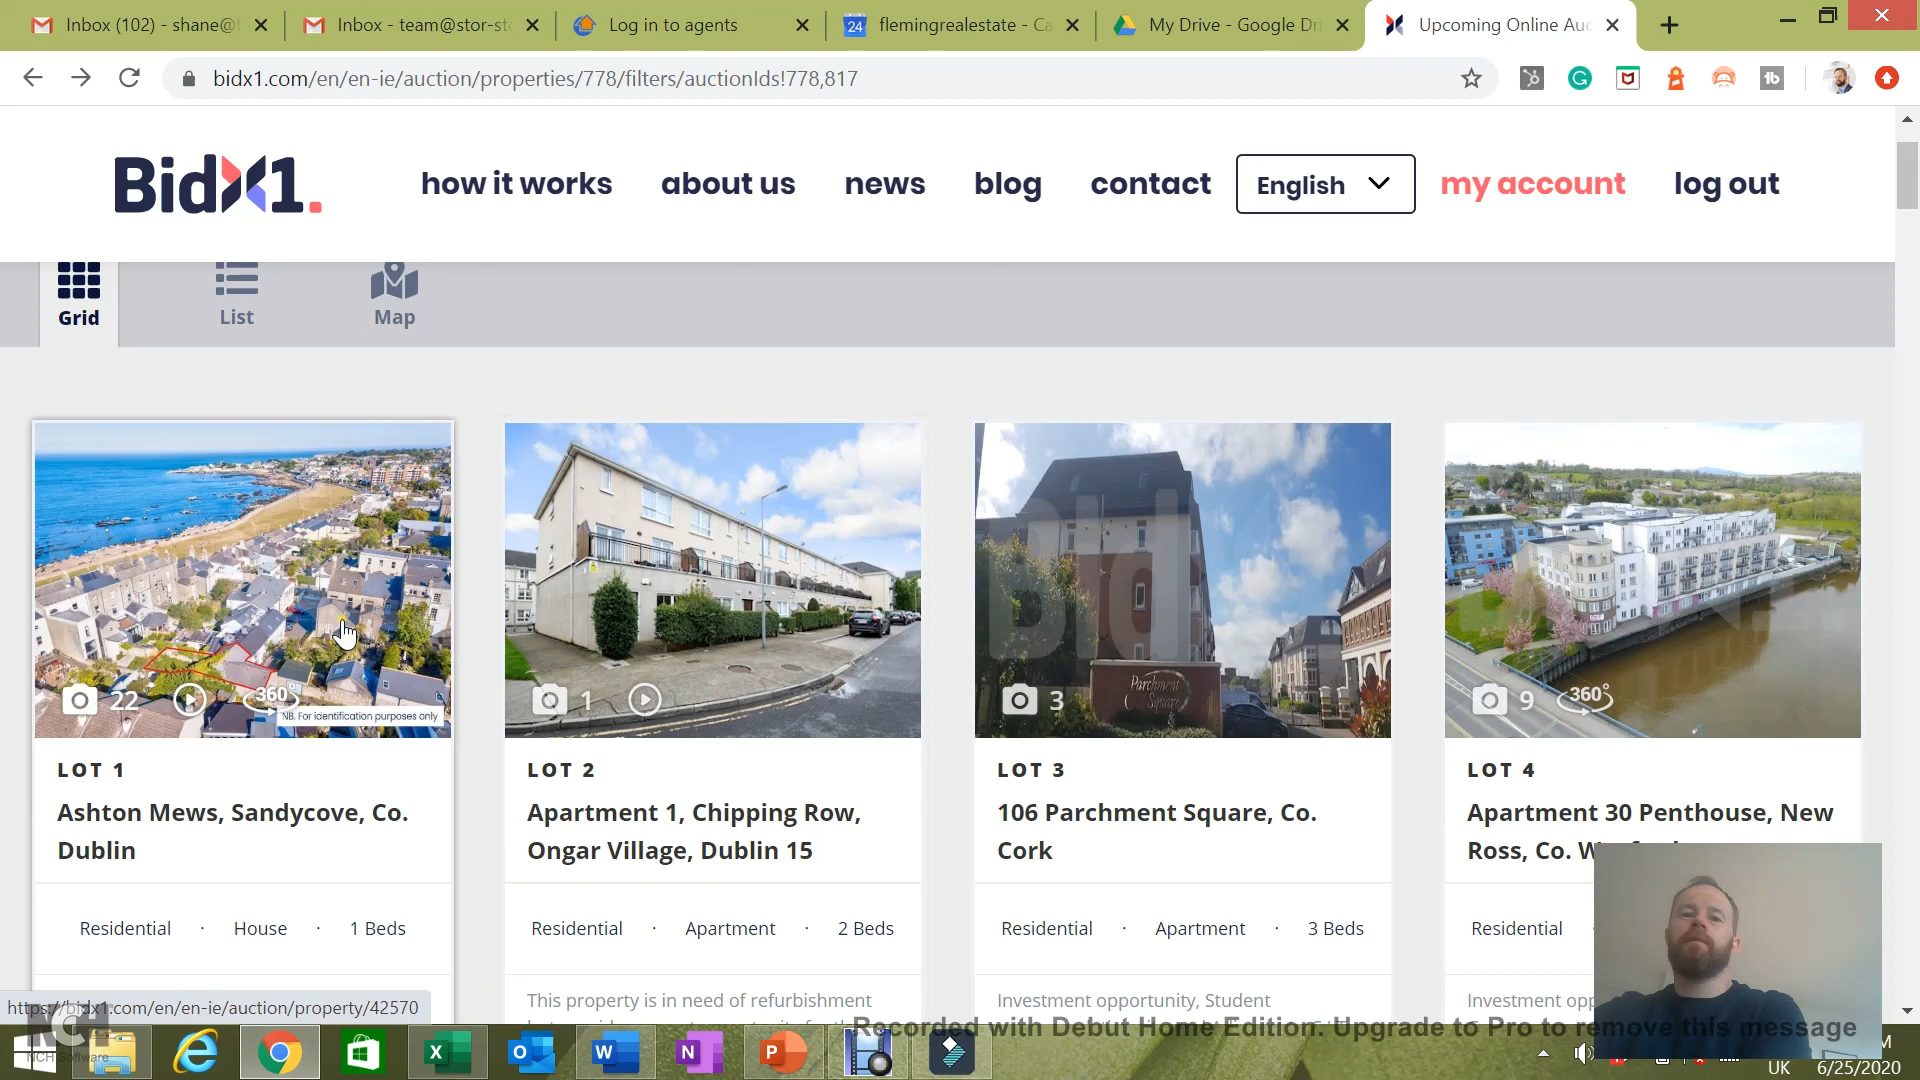 Inbox (102) - shane@f
Inbox - team@stor-st
Log in to agents
flemingrealestate - Ca
My Drive - Google Dri
Upcoming Online Auc
bidx1.com/en/en-ie/auction/properties/778/filters/auctionIds!778,817
BidX1.
how it works
about us
news
blog
contact
English
my account
log out
Grid
List
Map
22
360°
NB. For identification purposes only
1
Parchment
Square
3
9
360°
LOT 1
Ashton Mews, Sandycove, Co.
Dublin
Residential · House · 1 Beds
LOT 2
Apartment 1, Chipping Row,
Ongar Village, Dublin 15
Residential · Apartment · 2 Beds
This property is in need of refurbishment
LOT 3
106 Parchment Square, Co.
Cork
Residential · Apartment · 3 Beds
Investment opportunity, Student
LOT 4
Apartment 30 Penthouse, New
Ross, Co.
Residential
Investment
https://bidx1.com/en/en-ie/auction/property/42570
NCH
NCH Software
Recorded with Debut Home Edition. Upgrade to Pro to remove this message
UK
6/25/2020